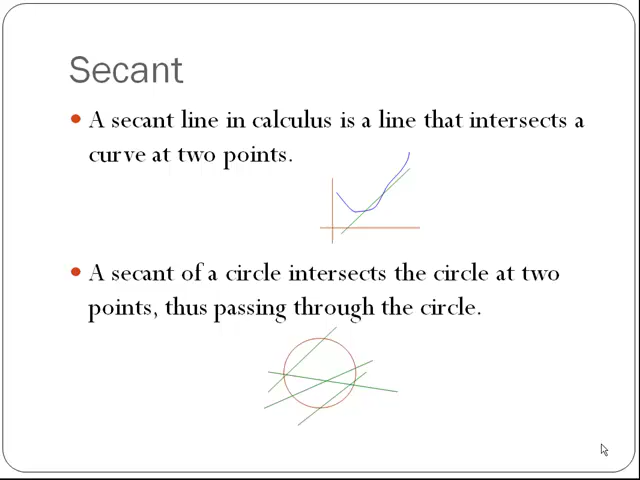 Secant
• A secant line in calculus is a line that intersects a
curve at two points.
• A secant of a circle intersects the circle at two
points, thus passing through the circle.